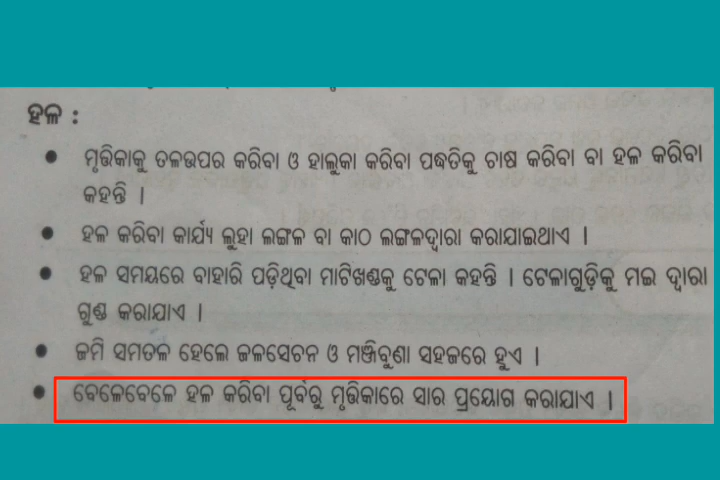 ହଳ :
• ମୃତ୍ତିକାକୁ ତଳଉପର କରିବା ଓ ହାଲୁକା କରିବା ପଦ୍ଧତିକୁ ଚାଷ କରିବା ବା ହଳ କରିବା
କହନ୍ତି ।
• ହଳ କରିବା କାର୍ଯ୍ୟ ଲୁହା ଲଙ୍ଗଳ ବା କାଠ ଲଙ୍ଗଳଦ୍ୱାରା କରାଯାଇଥାଏ ।
• ହଳ ସମୟରେ ବାହାରି ପଡ଼ିଥିବା ମାଟିଖଣ୍ଡକୁ ଟେଳା କହନ୍ତି । ଟେଳାଗୁଡ଼ିକୁ ମଇ ଦ୍ୱାରା
ଗୁଣ୍ଡ କରାଯାଏ ।
• ଜମି ସମତଳ ହେଲେ ଜଳସେଚନ ଓ ମଞ୍ଜିବୁଣା ସହଜରେ ହୁଏ ।
• ବେଳେବେଳେ ହଳ କରିବା ପୂର୍ବରୁ ମୃତ୍ତିକାରେ ସାର ପ୍ରୟୋଗ କରାଯାଏ ।